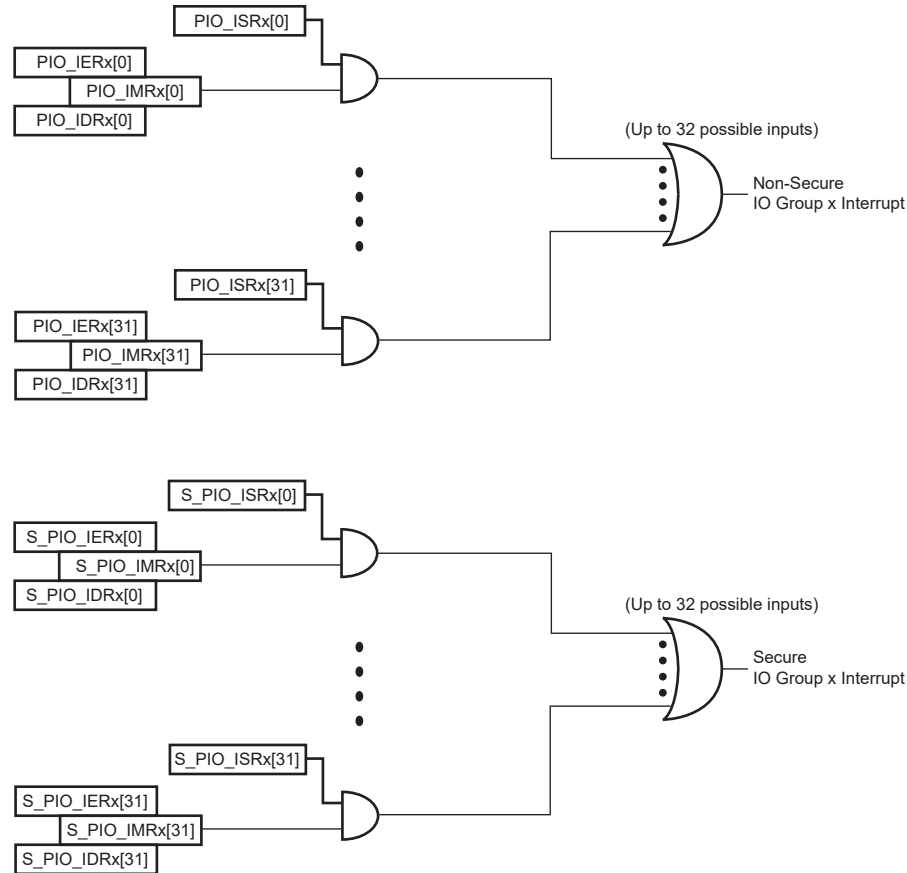 PIO_ISRx[0]
PIO_IERx[0]
PIO_IMRx[0]
PIO_IDRx[0]
(Up to 32 possible inputs)
Non-Secure
IO Group x Interrupt
PIO_ISRx[31]
PIO_IERx[31]
PIO_IMRx[31]
PIO_IDRx[31]
S_PIO_ISRx[0]
S_PIO_IERx[0]
S_PIO_IMRx[0]
S_PIO_IDRx[0]
(Up to 32 possible inputs)
Secure
IO Group x Interrupt
S_PIO_ISRx[31]
S_PIO_IERx[31]
S_PIO_IMRx[31]
S_PIO_IDRx[31]